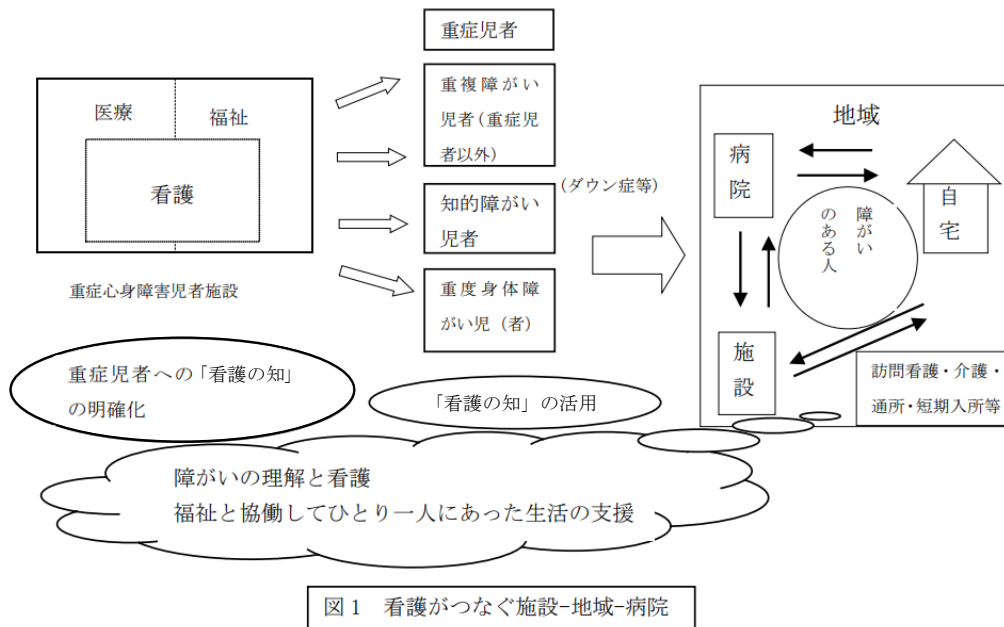 重症児者
医療
福祉
看護
重症心身障害児者施設
重複障がい
児者(重症児
者以外)
知的障がい
児者
(ダウン症等)
重度身体障
がい児（者）
地域
病院
自宅
障がい
のある人
施設
訪問看護・介護・
通所・短期入所等
重症児者への「看護の知」
の明確化
「看護の知」の活用
障がいの理解と看護
福祉と協働してひとり一人にあった生活の支援
図1　看護がつなぐ施設-地域-病院